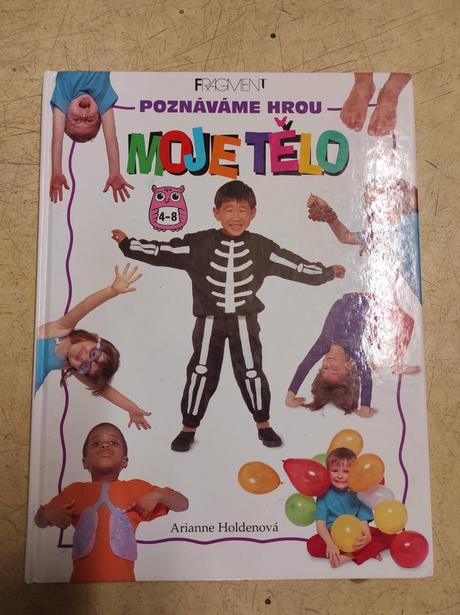 FRAGMENT
POZNÁVÁME HROU
MOJE TĚLO
4-8
Arianne Holdenová